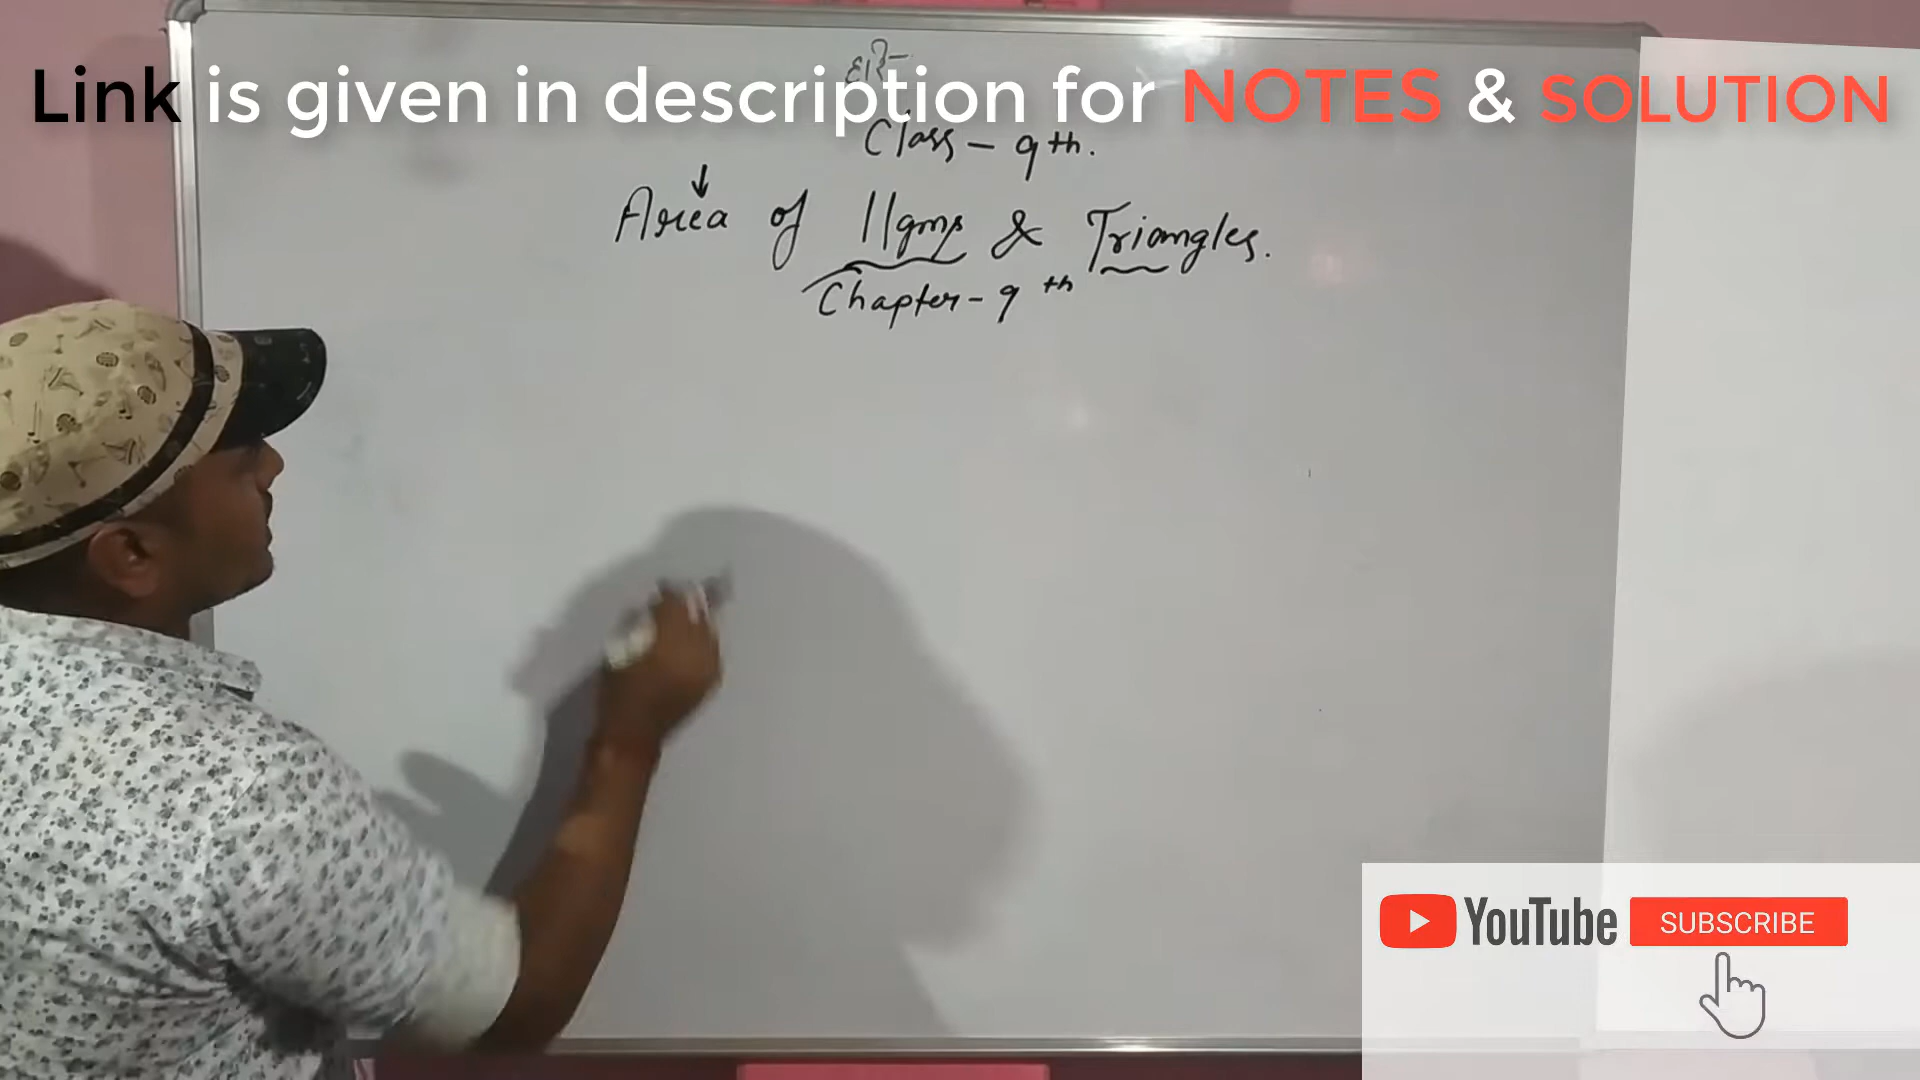 Link is given in description for NOTES & SOLUTION
Class - 9th.
Area of ||gms & Triangles.
Chapter - 9th
YouTube SUBSCRIBE